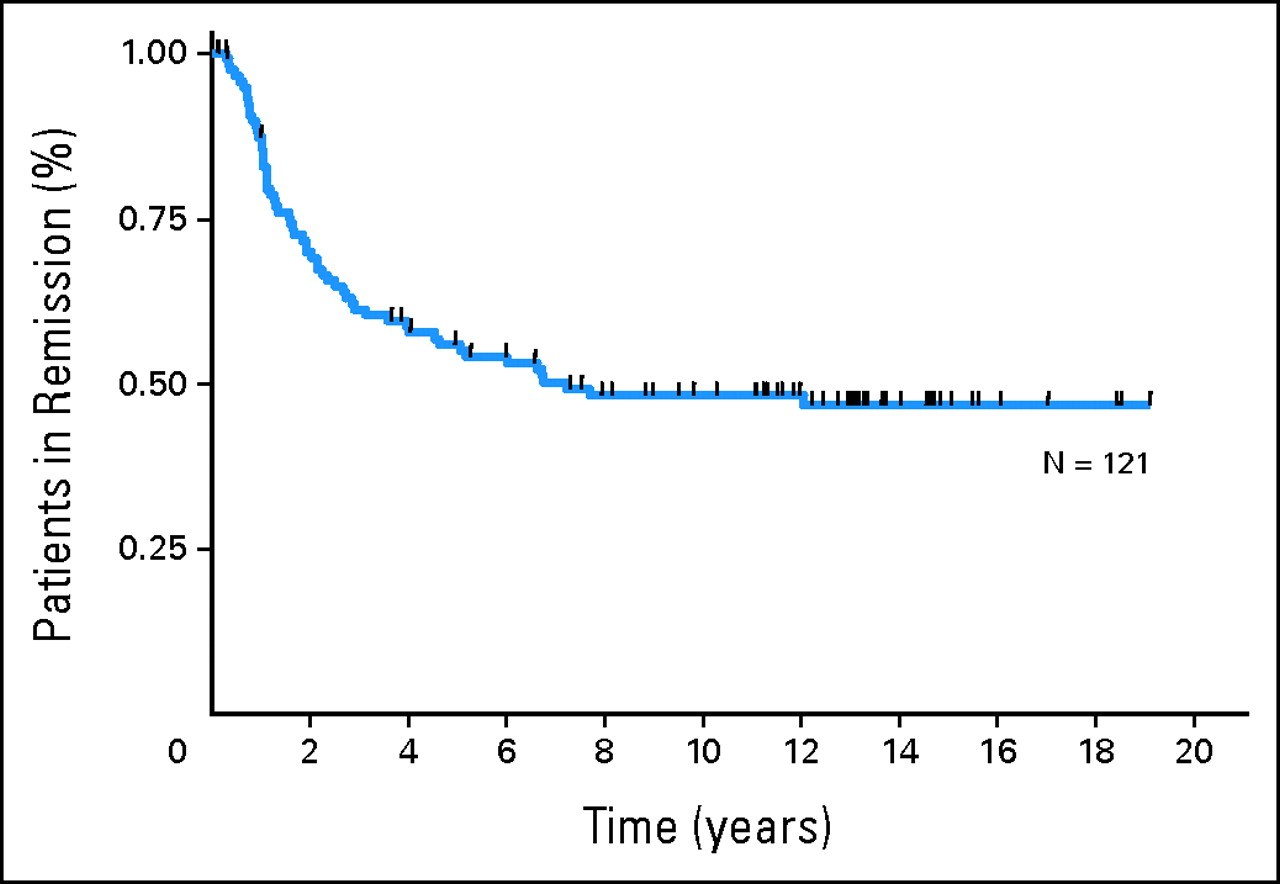 Patients in Remission (%)
1.00
0.75
0.50
0.25
N = 121
0 2 4 6 8 10 12 14 16 18 20
Time (years)